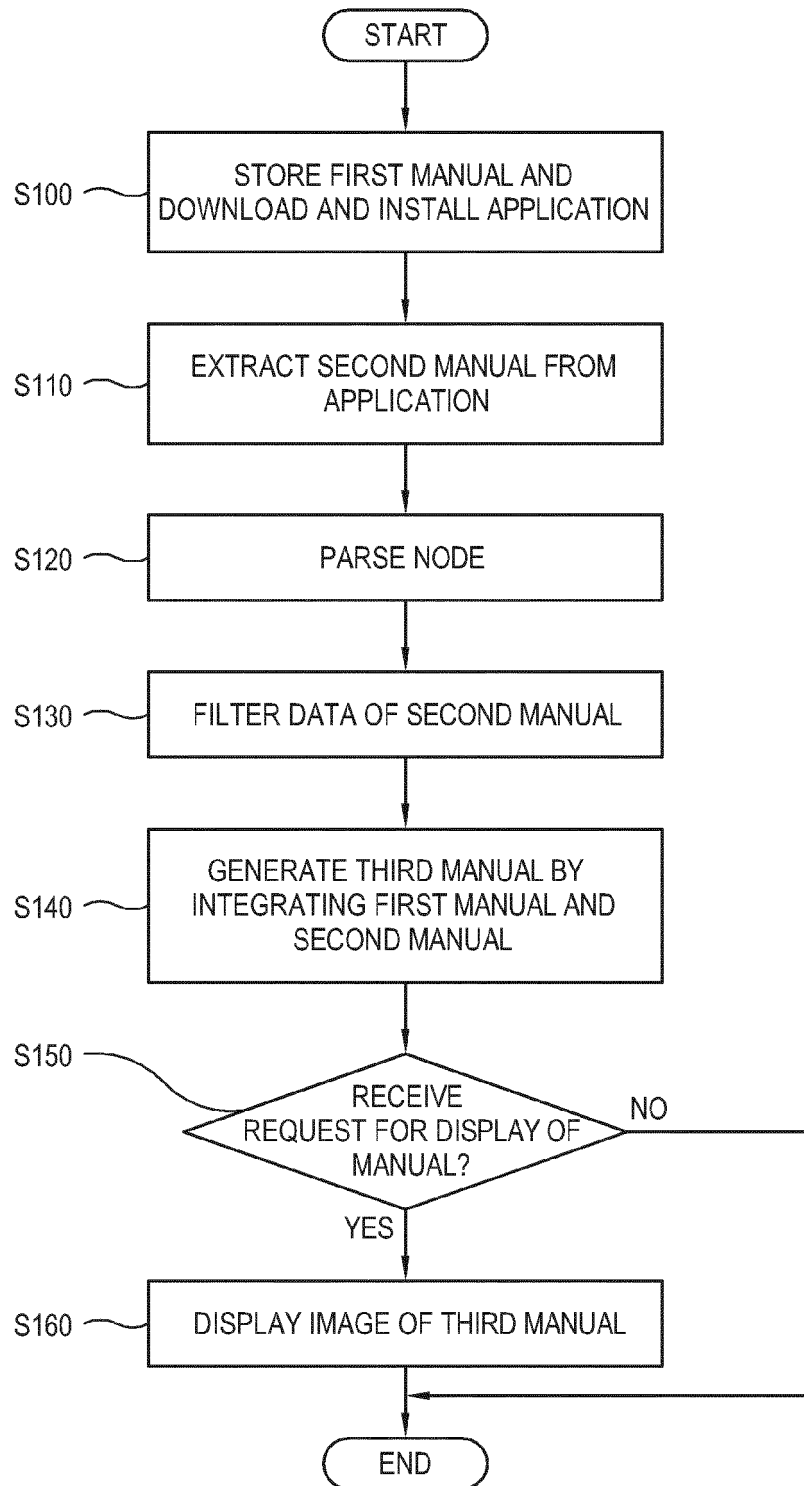 START
S100
STORE FIRST MANUAL AND
DOWNLOAD AND INSTALL APPLICATION
S110
EXTRACT SECOND MANUAL FROM
APPLICATION
S120
PARSE NODE
S130
FILTER DATA OF SECOND MANUAL
S140
GENERATE THIRD MANUAL BY
INTEGRATING FIRST MANUAL AND
SECOND MANUAL
S150
RECEIVE
REQUEST FOR DISPLAY OF
MANUAL?
NO
YES
S160
DISPLAY IMAGE OF THIRD MANUAL
END